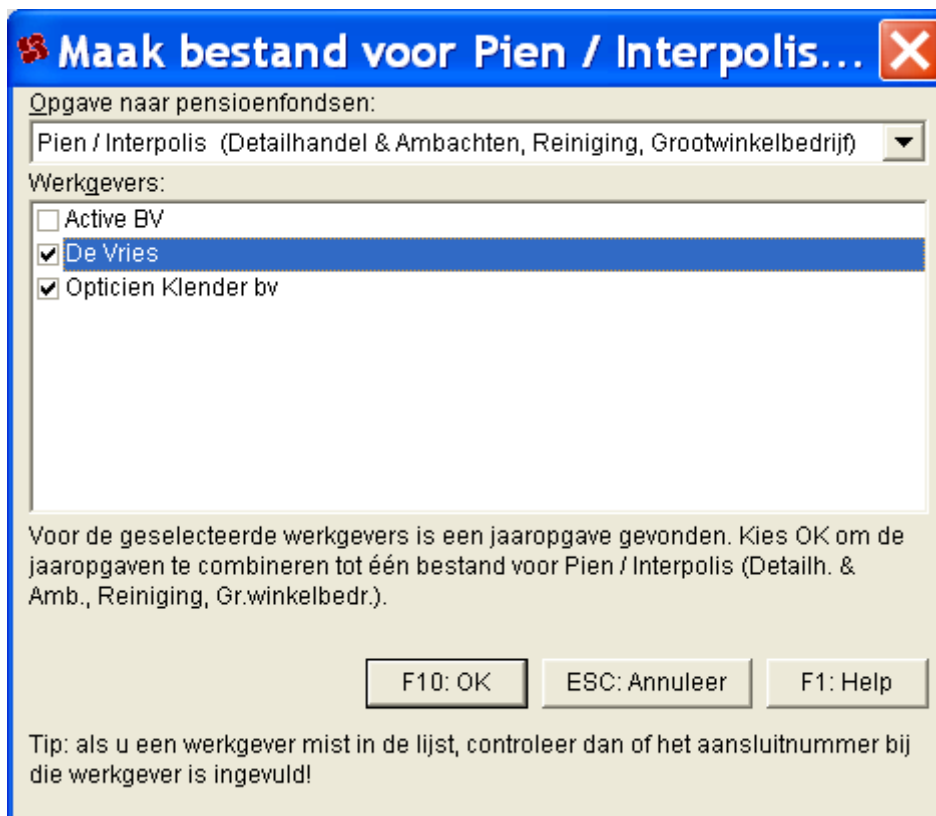 Maak bestand voor Pien / Interpolis...
Opgave naar pensioenfondsen:
Pien / Interpolis (Detailhandel & Ambachten, Reiniging, Grootwinkelbedrijf)
Werkgevers:
Active BV
De Vries
Opticien Klender bv
Voor de geselecteerde werkgevers is een jaaropgave gevonden. Kies OK om de
jaaropgaven te combineren tot één bestand voor Pien / Interpolis (Detailh. &
Amb., Reiniging, Gr.winkelbedr.).
F10: OK ESC: Annuleer F1: Help
Tip: als u een werkgever mist in de lijst, controleer dan of het aansluitnummer bij
die werkgever is ingevuld!